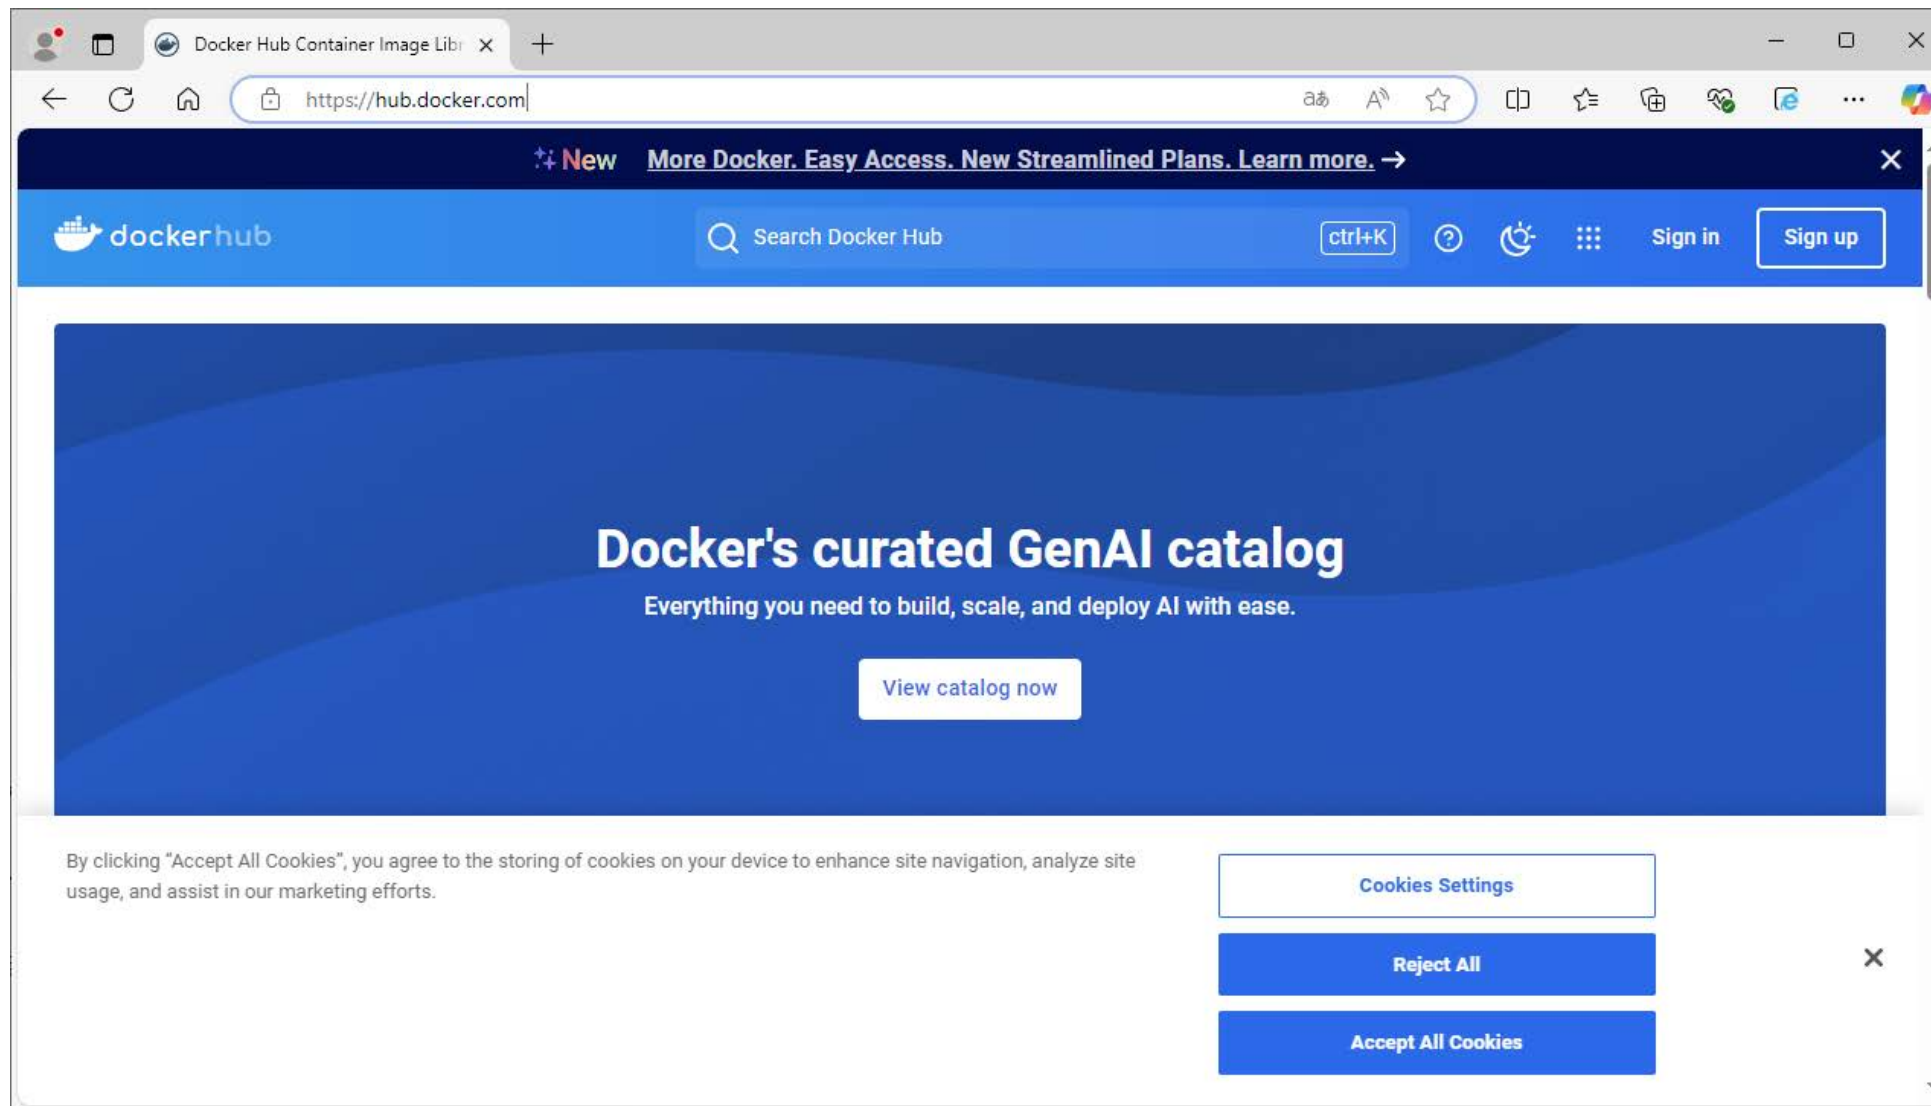 Docker Hub Container Image Libr
https://hub.docker.com
New More Docker. Easy Access. New Streamlined Plans. Learn more. →
dockerhub
Search Docker Hub
ctrl+K
Sign in
Sign up
Docker's curated GenAI catalog
Everything you need to build, scale, and deploy AI with ease.
View catalog now
By clicking “Accept All Cookies”, you agree to the storing of cookies on your device to enhance site navigation, analyze site
usage, and assist in our marketing efforts.
Cookies Settings
Reject All
Accept All Cookies